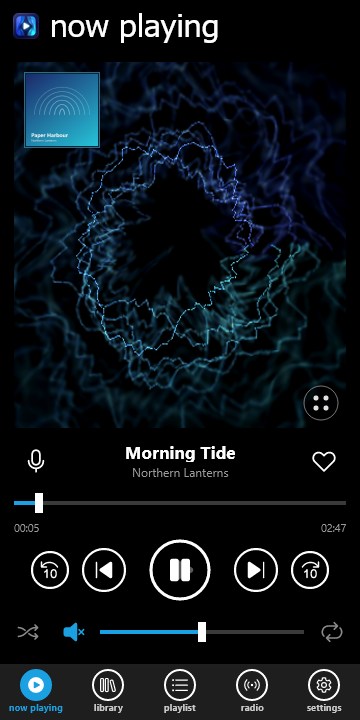 now playing
Paper Harbour
Morning Tide
Northern Lanterns
00:05
02:47
10
10
now playing
library
playlist
radio
settings